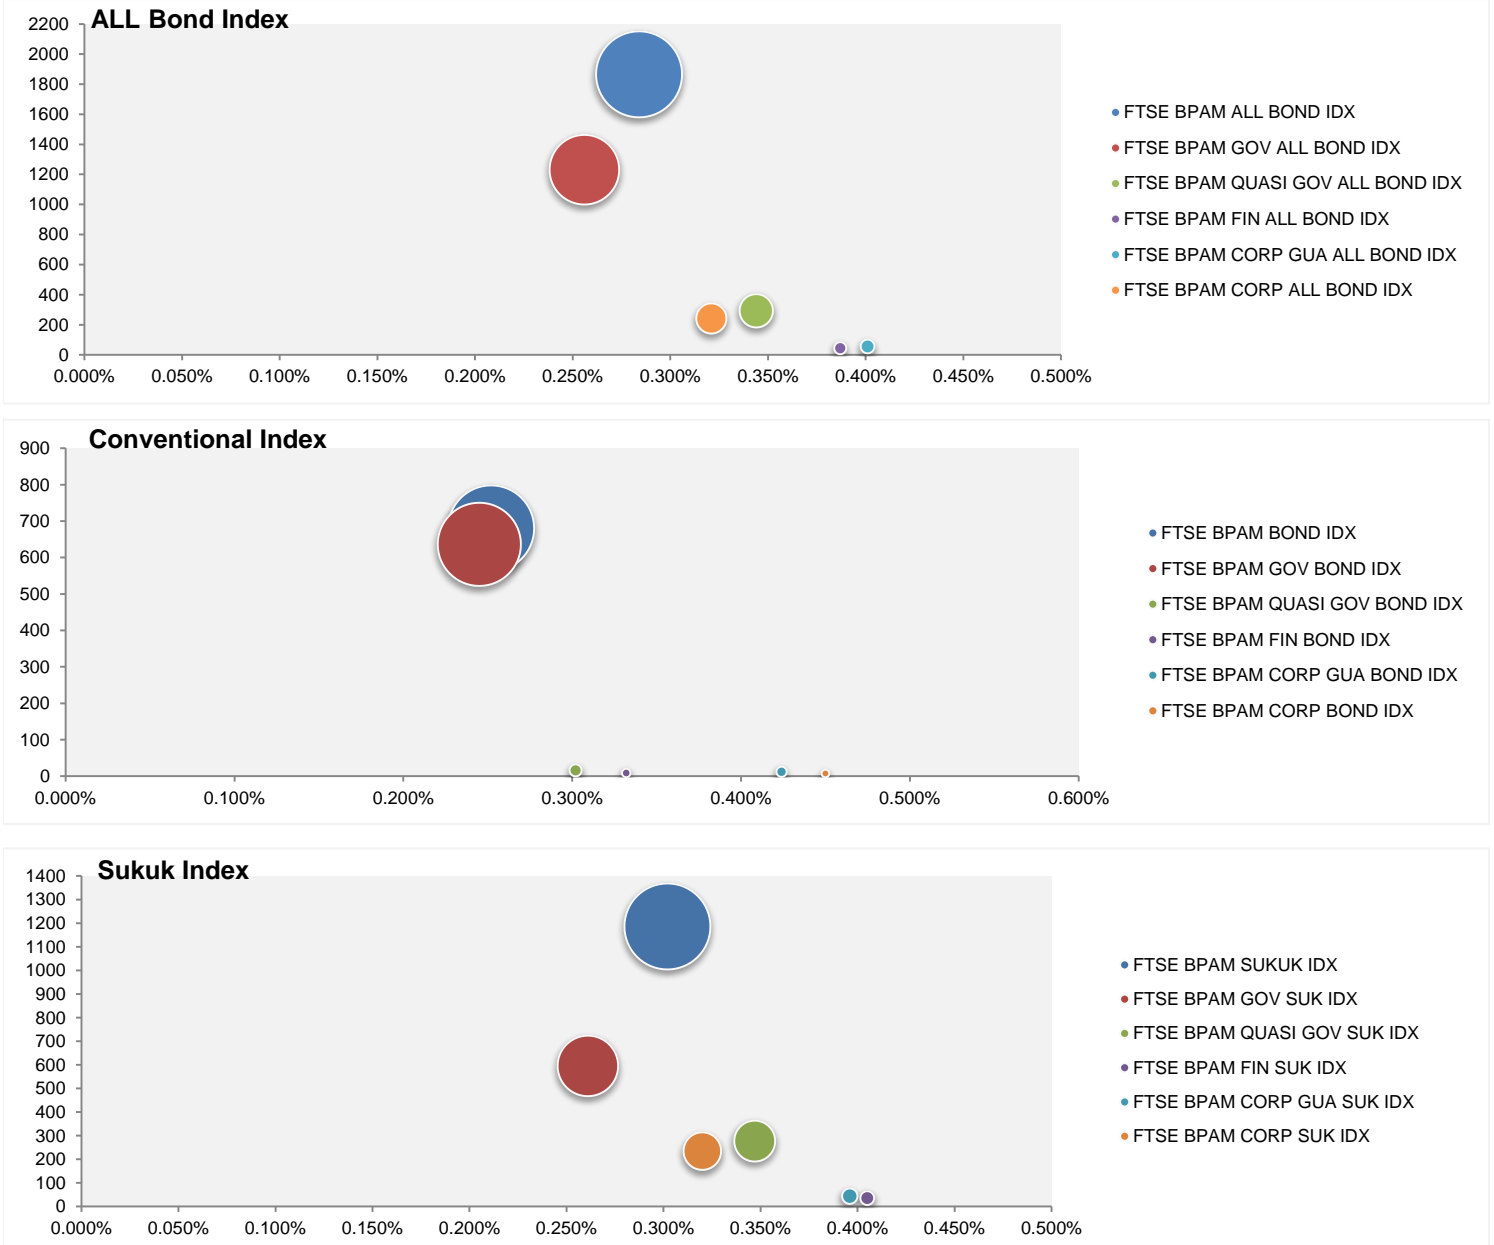 ALL Bond Index
2200
2000
1800
1600
1400
1200
1000
800
600
400
200
0
0.000% 0.050% 0.100% 0.150% 0.200% 0.250% 0.300% 0.350% 0.400% 0.450% 0.500%
FTSE BPAM ALL BOND IDX
FTSE BPAM GOV ALL BOND IDX
FTSE BPAM QUASI GOV ALL BOND IDX
FTSE BPAM FIN ALL BOND IDX
FTSE BPAM CORP GUA ALL BOND IDX
FTSE BPAM CORP ALL BOND IDX
Conventional Index
900
800
700
600
500
400
300
200
100
0
0.000% 0.100% 0.200% 0.300% 0.400% 0.500% 0.600%
FTSE BPAM BOND IDX
FTSE BPAM GOV BOND IDX
FTSE BPAM QUASI GOV BOND IDX
FTSE BPAM FIN BOND IDX
FTSE BPAM CORP GUA BOND IDX
FTSE BPAM CORP BOND IDX
Sukuk Index
1400
1300
1200
1100
1000
900
800
700
600
500
400
300
200
100
0
0.000% 0.050% 0.100% 0.150% 0.200% 0.250% 0.300% 0.350% 0.400% 0.450% 0.500%
FTSE BPAM SUKUK IDX
FTSE BPAM GOV SUK IDX
FTSE BPAM QUASI GOV SUK IDX
FTSE BPAM FIN SUK IDX
FTSE BPAM CORP GUA SUK IDX
FTSE BPAM CORP SUK IDX